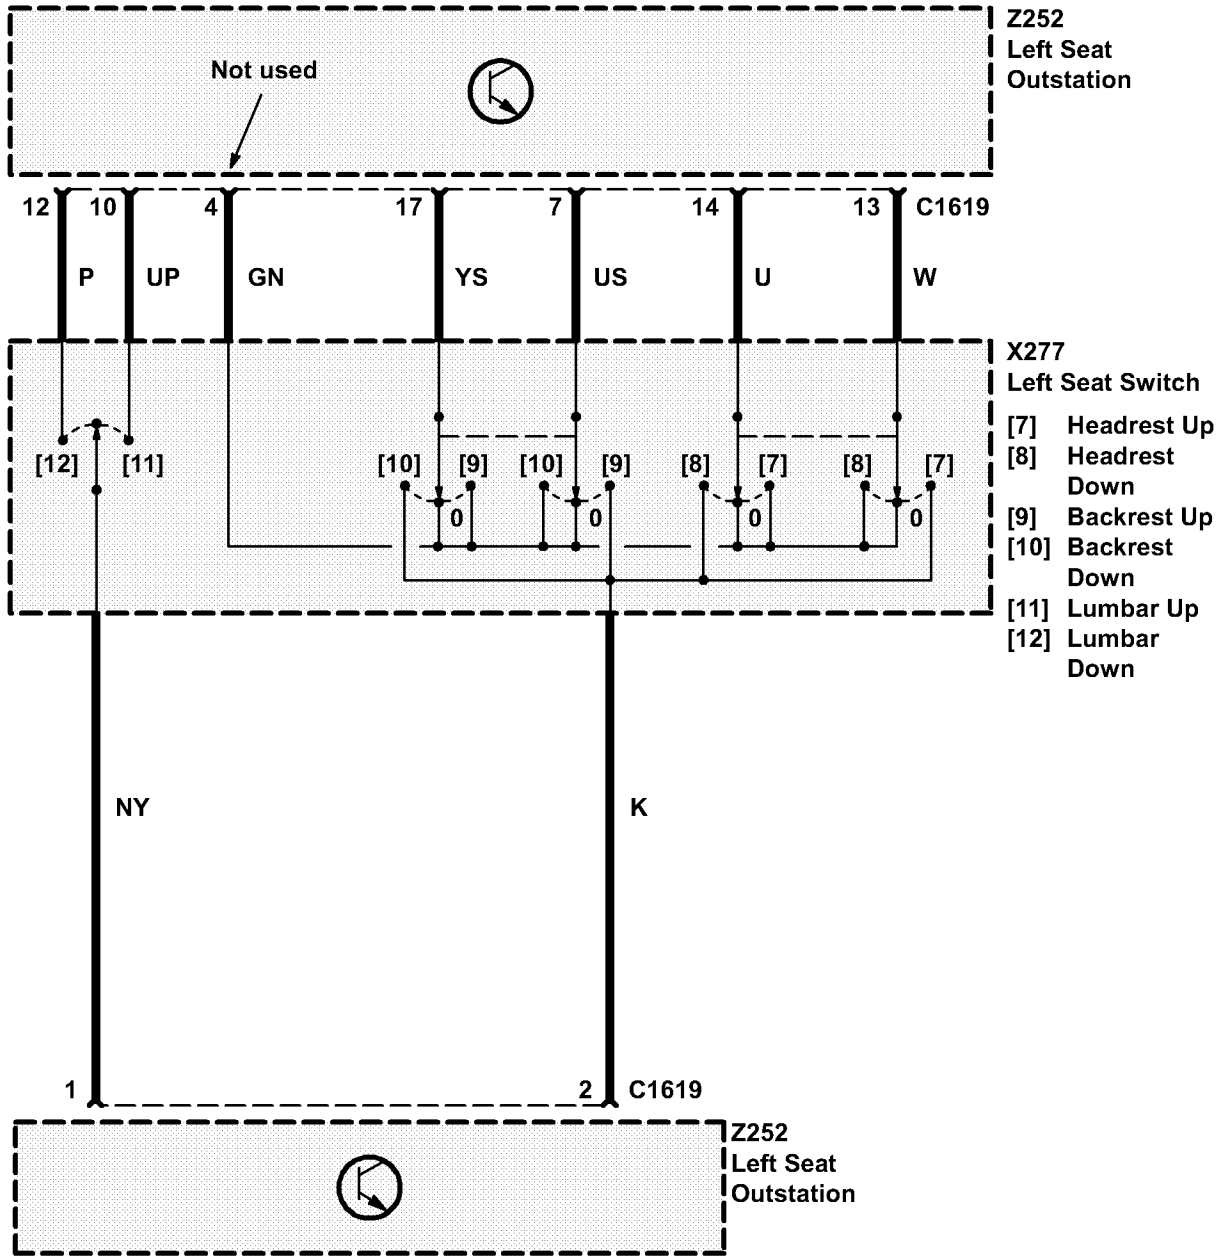 Z252
Left Seat
Outstation
Not used
12 10 4 17 7 14 13 C1619
P UP GN YS US U W
X277
Left Seat Switch
[7] Headrest Up
[8] Headrest
Down
[9] Backrest Up
[10] Backrest
Down
[11] Lumbar Up
[12] Lumbar
Down
[12] [11] [10] [9] [10] [9] [8] [7] [8] [7]
0 0 0 0
NY K
1 2 C1619
Z252
Left Seat
Outstation